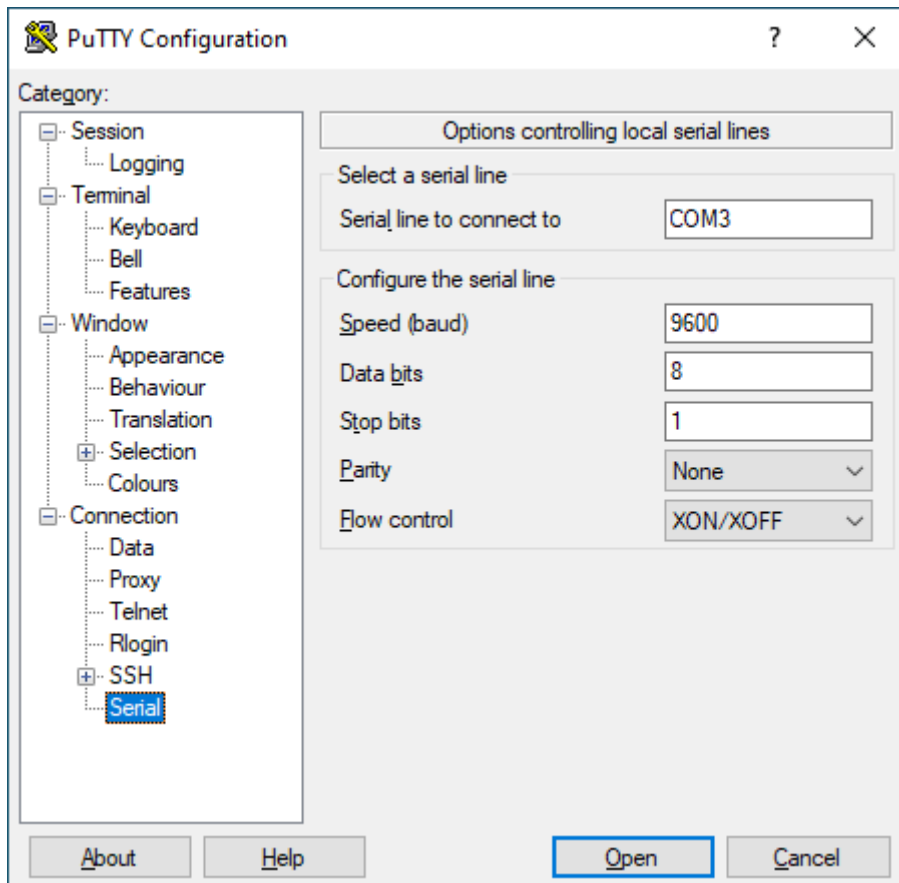 PuTTY Configuration
?
Category:
Session
Logging
Terminal
Keyboard
Bell
Features
Window
Appearance
Behaviour
Translation
Selection
Colours
Connection
Data
Proxy
Telnet
Rlogin
SSH
Serial
Options controlling local serial lines
Select a serial line
Serial line to connect to COM3
Configure the serial line
Speed (baud) 9600
Data bits 8
Stop bits 1
Parity None
Flow control XON/XOFF
About Help Open Cancel